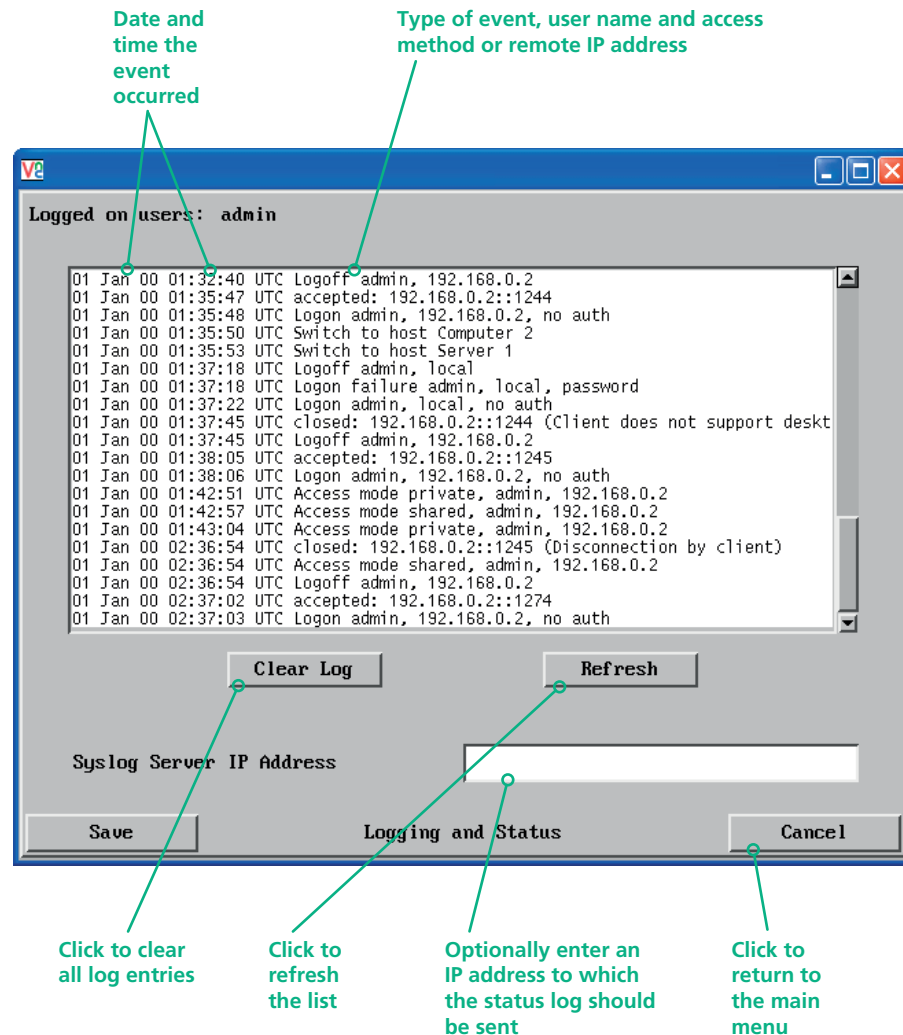 Date and
time the
event
occurred
Type of event, user name and access
method or remote IP address
Logged on users: admin
01 Jan 00 01:32:40 UTC Logoff admin, 192.168.0.2
01 Jan 00 01:35:47 UTC accepted: 192.168.0.2::1244
01 Jan 00 01:35:48 UTC Logon admin, 192.168.0.2, no auth
01 Jan 00 01:35:50 UTC Switch to host Computer 2
01 Jan 00 01:35:53 UTC Switch to host Server 1
01 Jan 00 01:37:18 UTC Logoff admin, local
01 Jan 00 01:37:18 UTC Logon failure admin, local, password
01 Jan 00 01:37:22 UTC Logon admin, local, no auth
01 Jan 00 01:37:45 UTC closed: 192.168.0.2::1244 (Client does not support deskt
01 Jan 00 01:37:45 UTC Logoff admin, 192.168.0.2
01 Jan 00 01:38:05 UTC accepted: 192.168.0.2::1245
01 Jan 00 01:38:06 UTC Logon admin, 192.168.0.2, no auth
01 Jan 00 01:42:51 UTC Access mode private, admin, 192.168.0.2
01 Jan 00 01:42:57 UTC Access mode shared, admin, 192.168.0.2
01 Jan 00 01:43:04 UTC Access mode private, admin, 192.168.0.2
01 Jan 00 02:36:54 UTC closed: 192.168.0.2::1245 (Disconnection by client)
01 Jan 00 02:36:54 UTC Access mode shared, admin, 192.168.0.2
01 Jan 00 02:36:54 UTC Logoff admin, 192.168.0.2
01 Jan 00 02:37:02 UTC accepted: 192.168.0.2::1274
01 Jan 00 02:37:03 UTC Logon admin, 192.168.0.2, no auth
Clear Log
Refresh
Syslog Server IP Address
Save
Logging and Status
Cancel
Click to clear
all log entries
Click to
refresh
the list
Optionally enter an
IP address to which
the status log should
be sent
Click to
return to
the main
menu